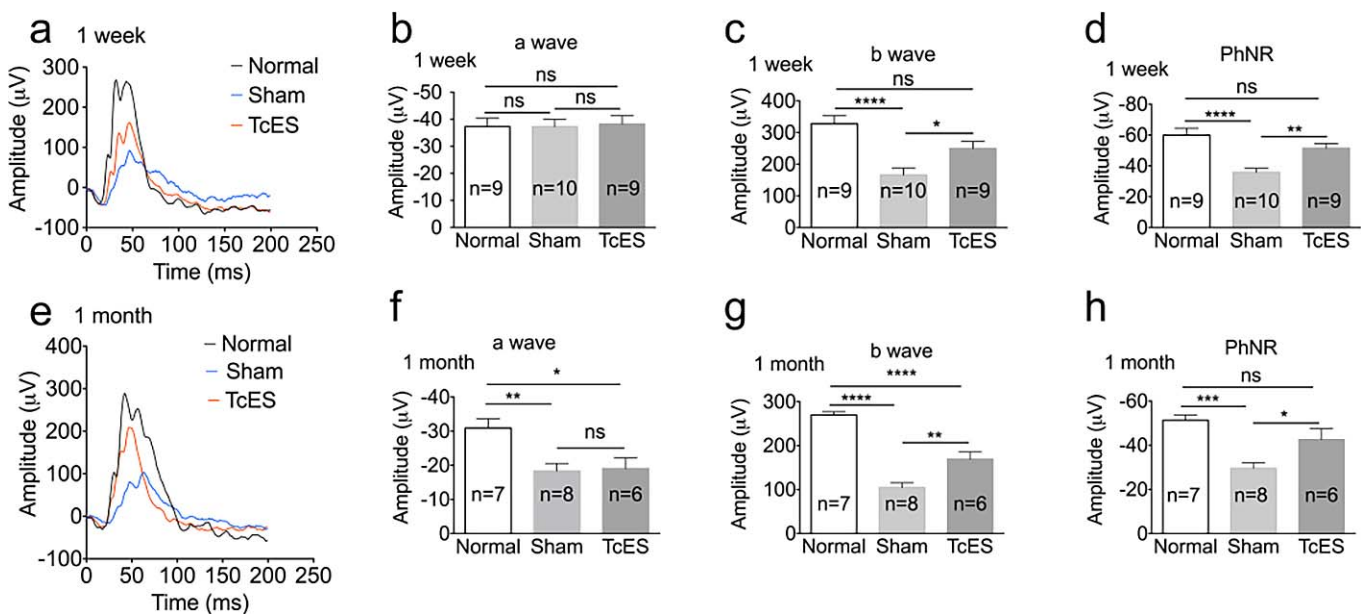 a
1 week
Amplitude (μV)
300
200
100
0
-100
0 50 100 150 200 250
Time (ms)
Normal
Sham
TcES
b
a wave
1 week
Amplitude (μV)
-50
-40
-30
-20
-10
0
ns
ns
ns
n=9
n=10
n=9
Normal Sham TcES
c
b wave
1 week
Amplitude (μV)
400
300
200
100
0
ns
****
*
n=9
n=10
n=9
Normal Sham TcES
d
PhNR
1 week
Amplitude (μV)
-80
-60
-40
-20
0
ns
****
**
n=9
n=10
n=9
Normal Sham TcES
e
1 month
Amplitude (μV)
400
300
200
100
0
-100
0 50 100 150 200 250
Time (ms)
Normal
Sham
TcES
f
a wave
1 month
Amplitude (μV)
-40
-30
-20
-10
0
*
**
ns
n=7
n=8
n=6
Normal Sham TcES
g
b wave
1 month
Amplitude (μV)
300
200
100
0
****
****
**
n=7
n=8
n=6
Normal Sham TcES
h
PhNR
1 month
Amplitude (μV)
-60
-40
-20
0
ns
***
*
n=7
n=8
n=6
Normal Sham TcES